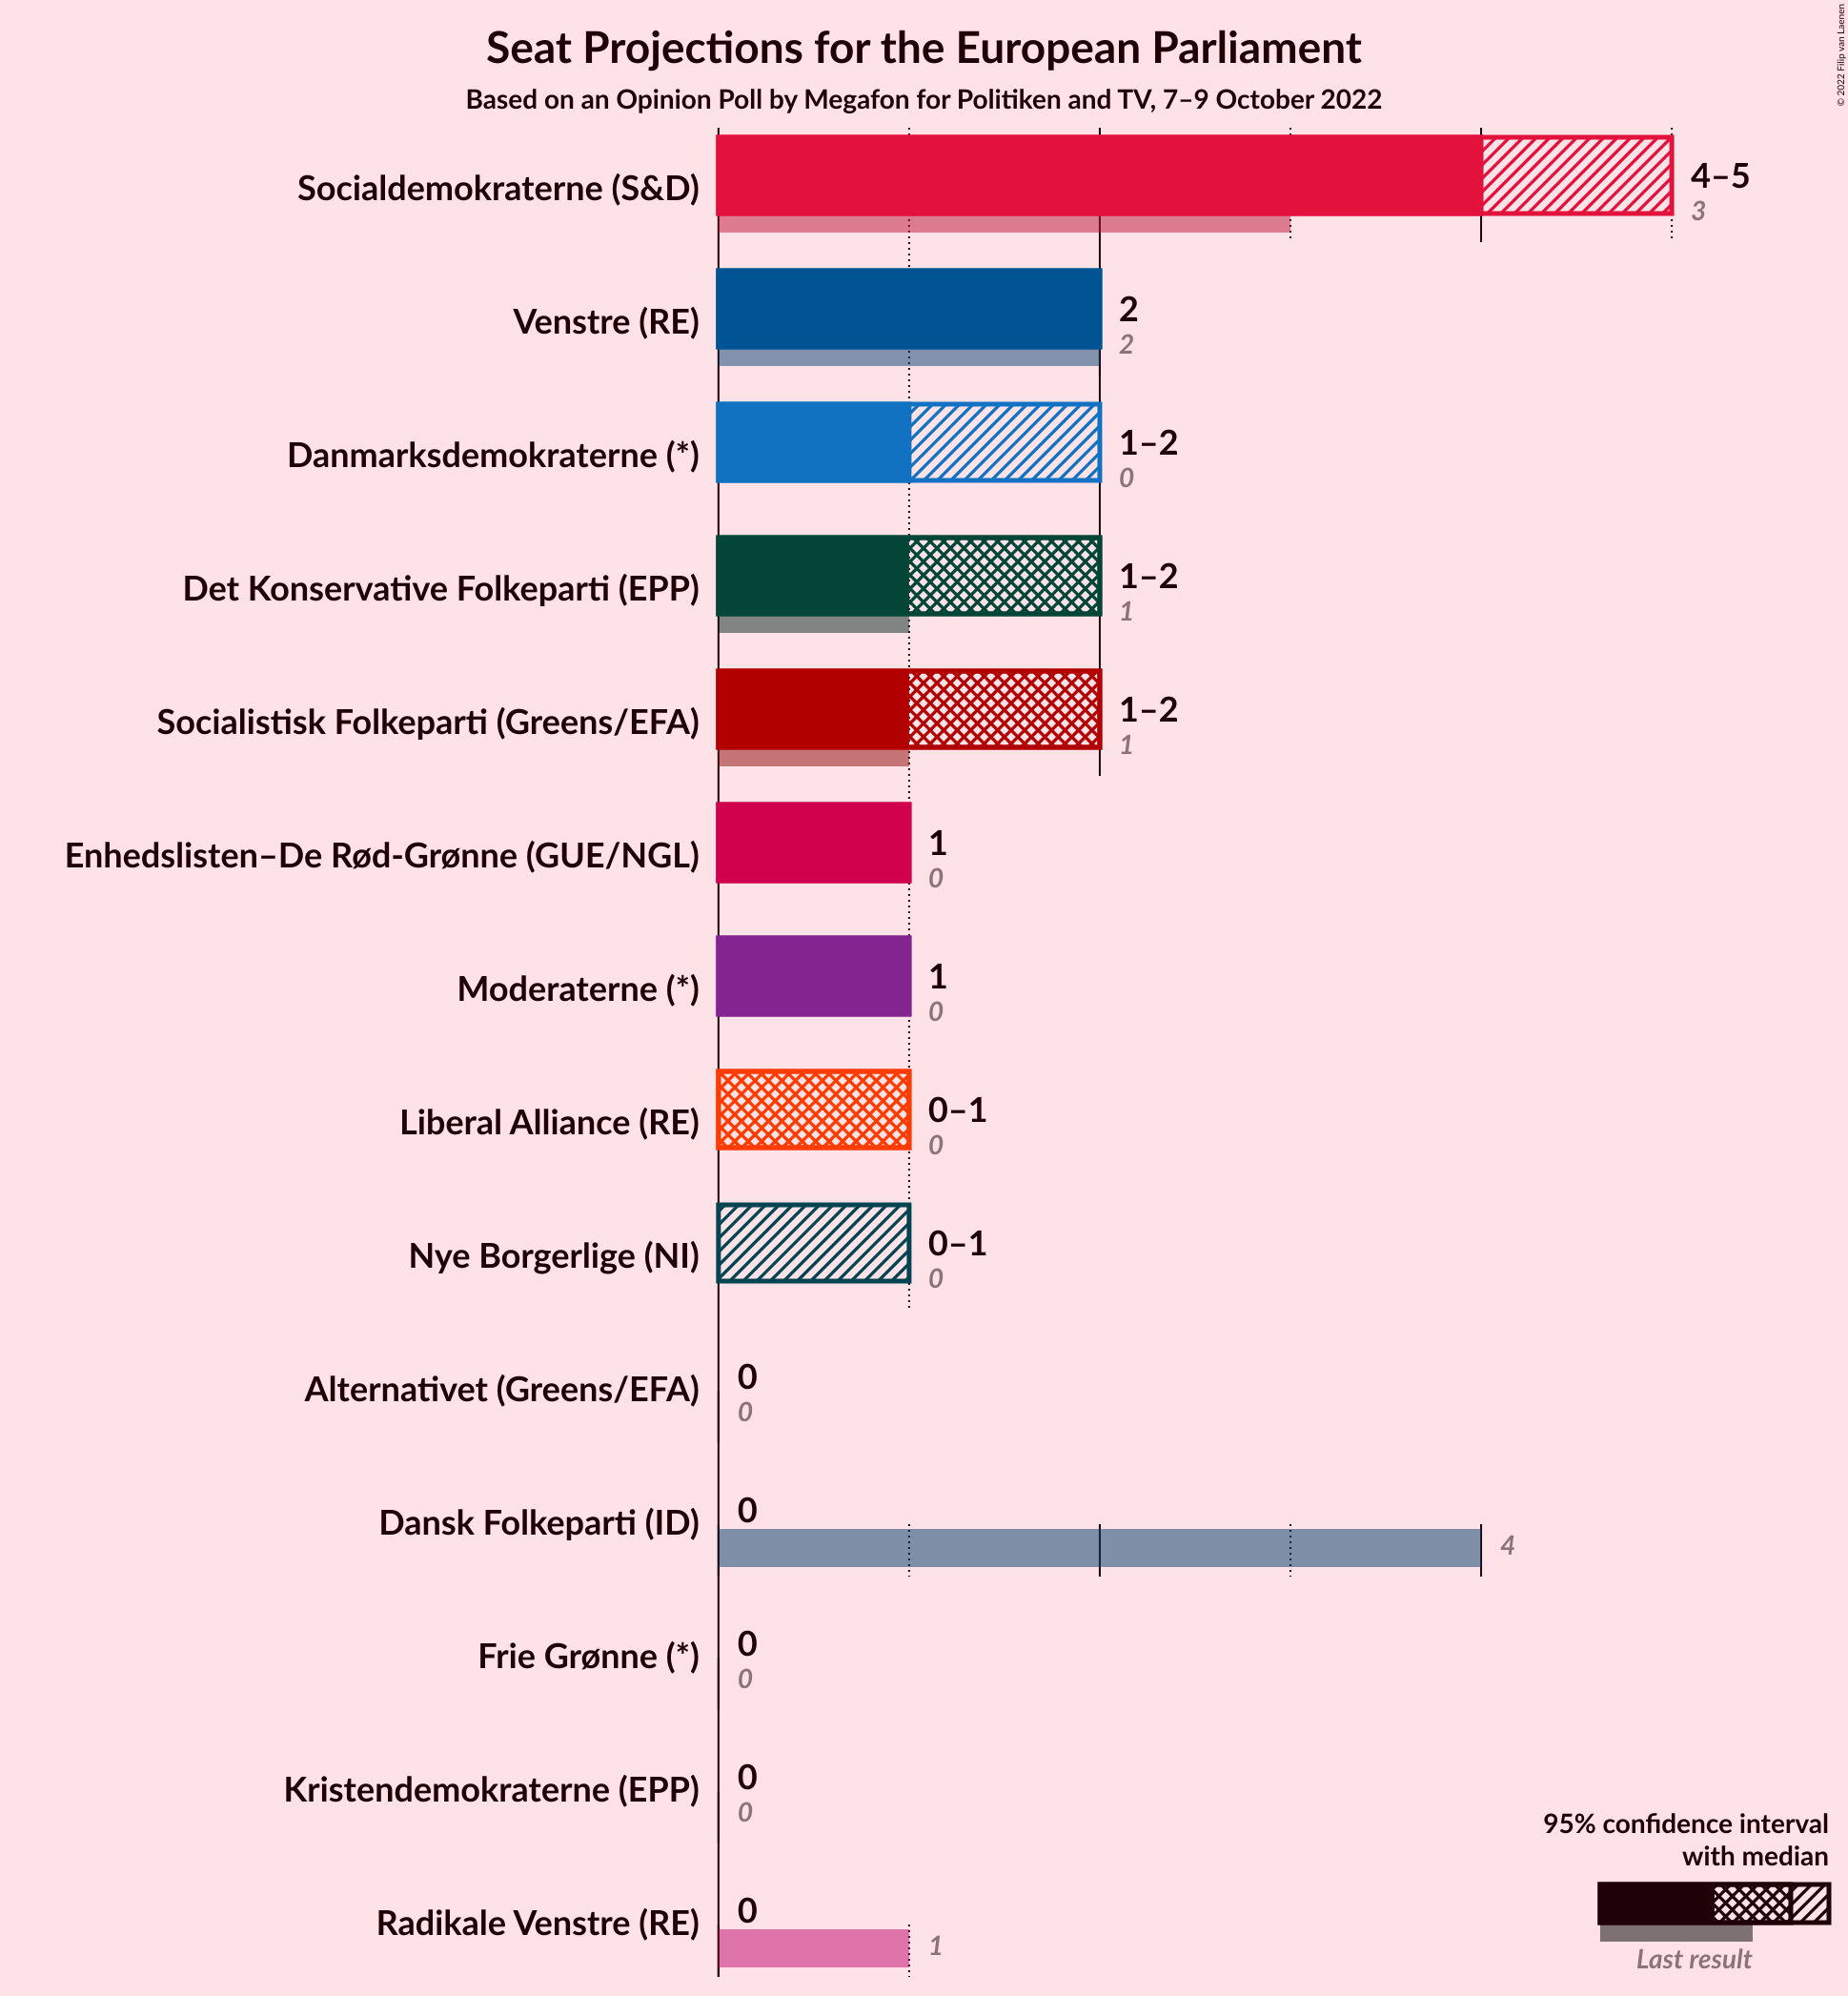 Seat Projections for the European Parliament
Based on an Opinion Poll by Megafon for Politiken and TV, 7–9 October 2022
© 2022 Filip van Laenen
Socialdemokraterne (S&D)
4–5
3
Venstre (RE)
2
2
Danmarksdemokraterne (*)
1–2
0
Det Konservative Folkeparti (EPP)
1–2
1
Socialistisk Folkeparti (Greens/EFA)
1–2
1
Enhedslisten–De Rød-Grønne (GUE/NGL)
1
0
Moderaterne (*)
1
0
Liberal Alliance (RE)
0–1
0
Nye Borgerlige (NI)
0–1
0
Alternativet (Greens/EFA)
0
0
Dansk Folkeparti (ID)
0
4
Frie Grønne (*)
0
0
Kristendemokraterne (EPP)
0
0
Radikale Venstre (RE)
0
1
95% confidence interval
with median
Last result